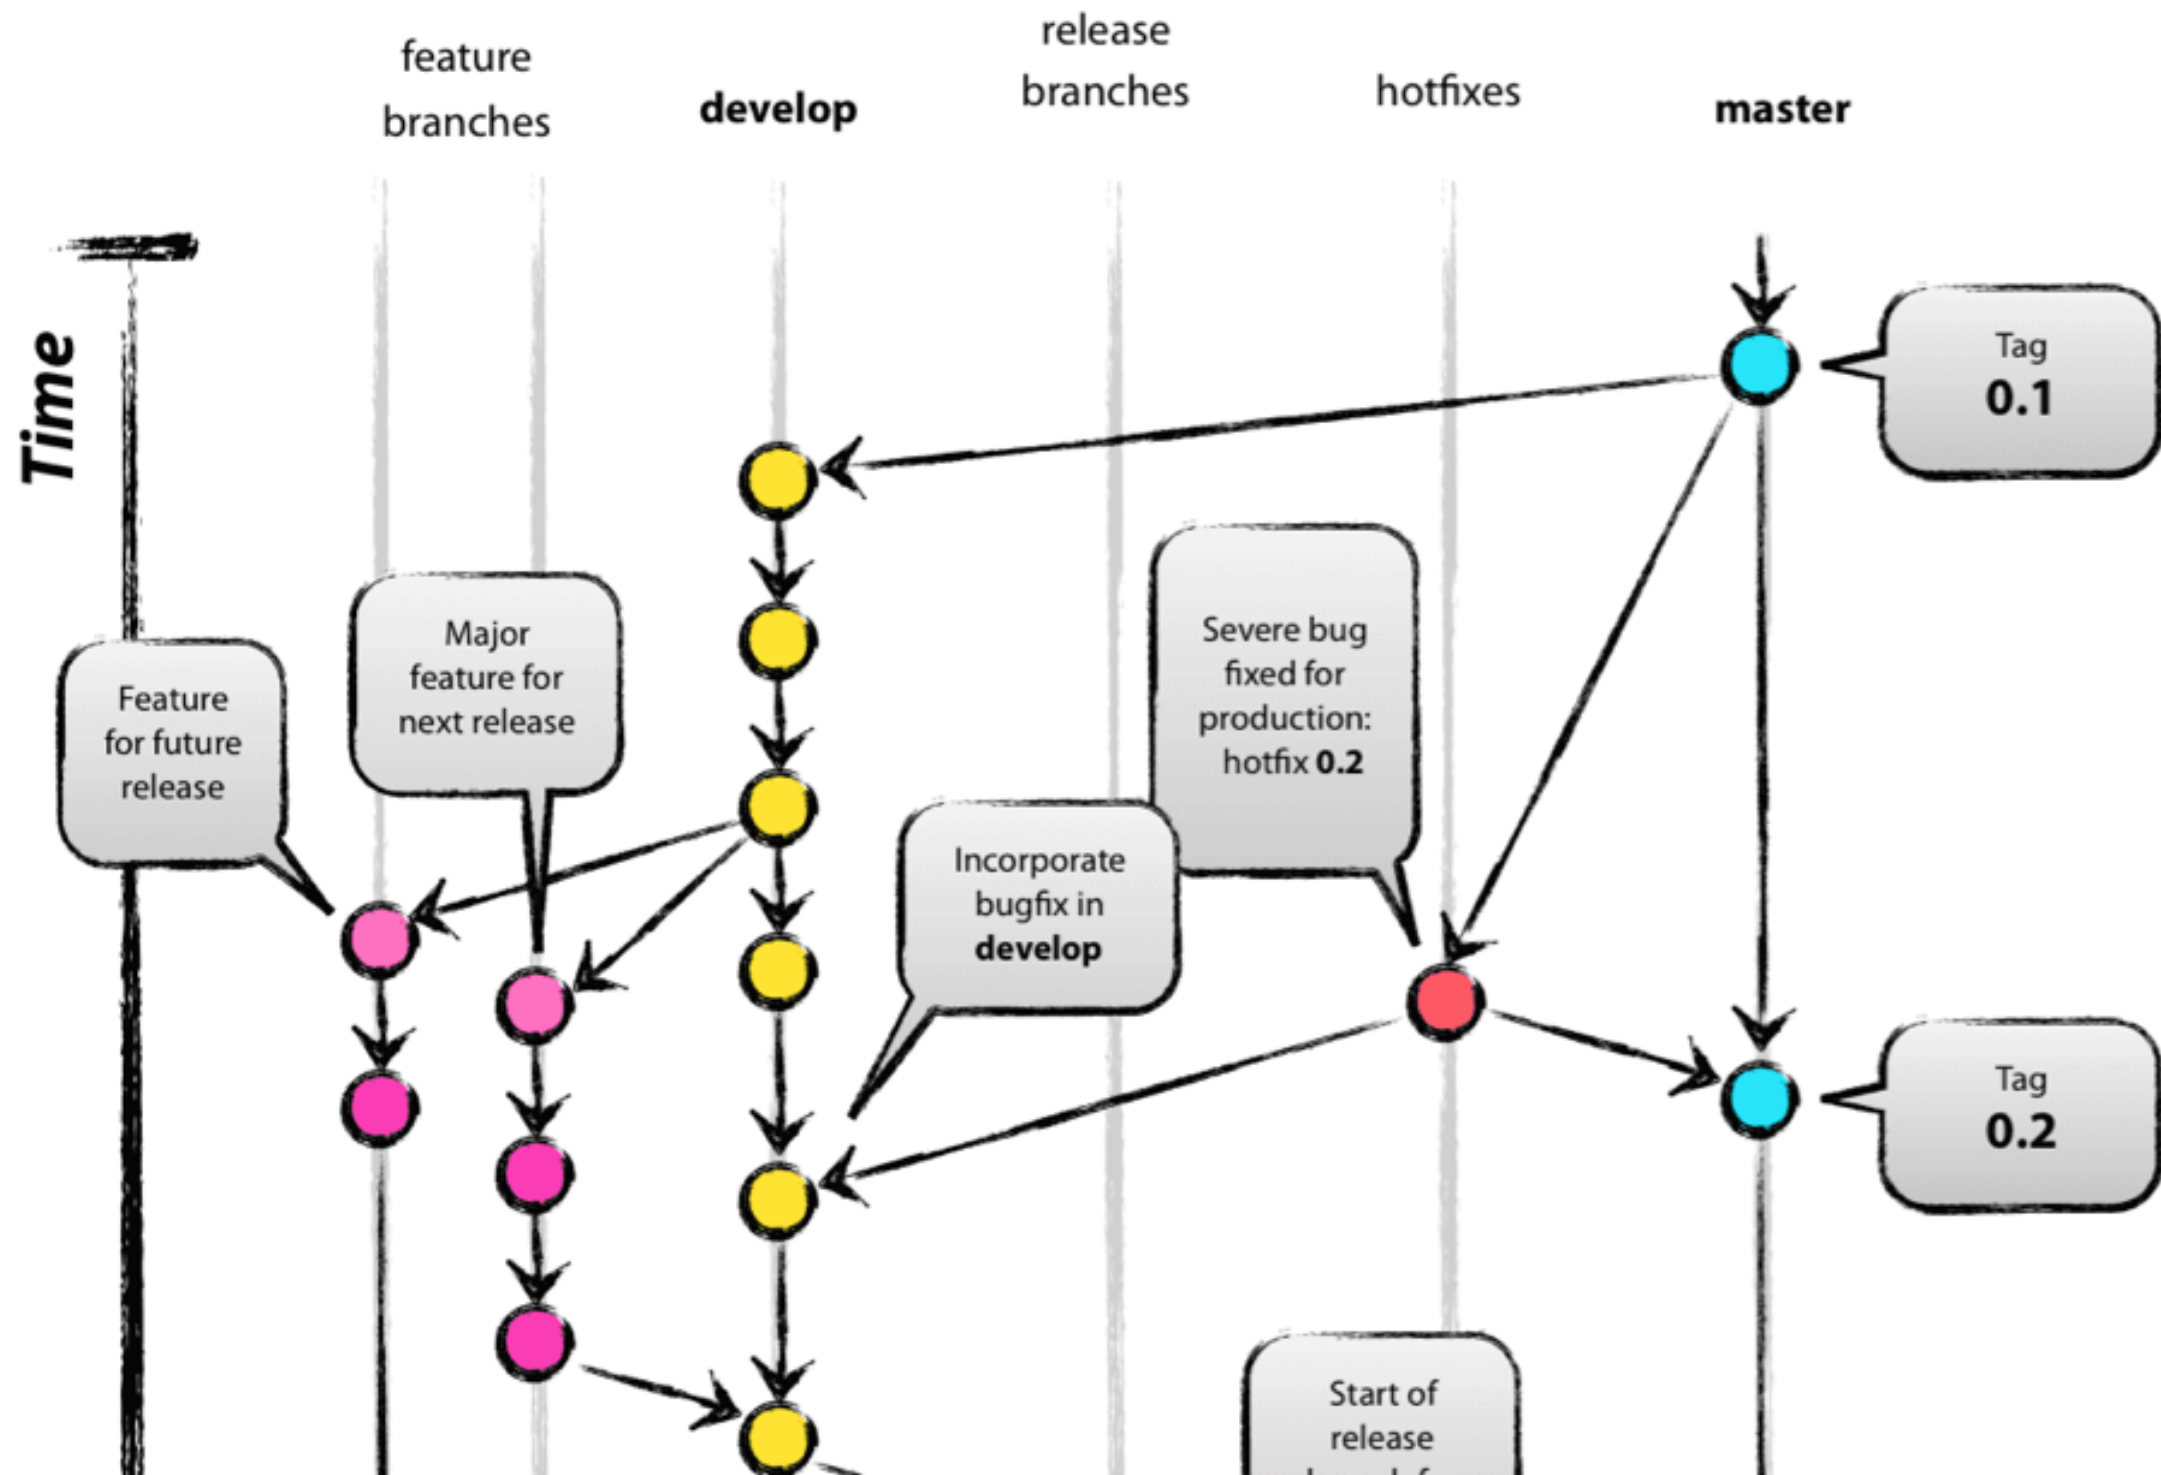 feature
branches
develop
release
branches
hotfixes
master
Time
Tag
0.1
Feature
for future
release
Major
feature for
next release
Severe bug
fixed for
production:
hotfix 0.2
Incorporate
bugfix in
develop
Tag
0.2
Start of
release